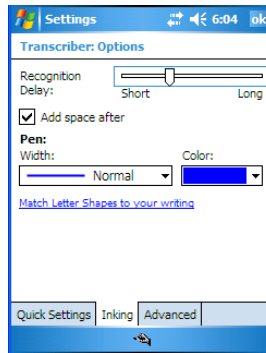 Settings 6:04 ok
Transcriber: Options
Recognition
Delay:
Short Long
Add space after
Pen:
Width: Color:
Normal
Match Letter Shapes to your writing
Quick Settings Inking Advanced